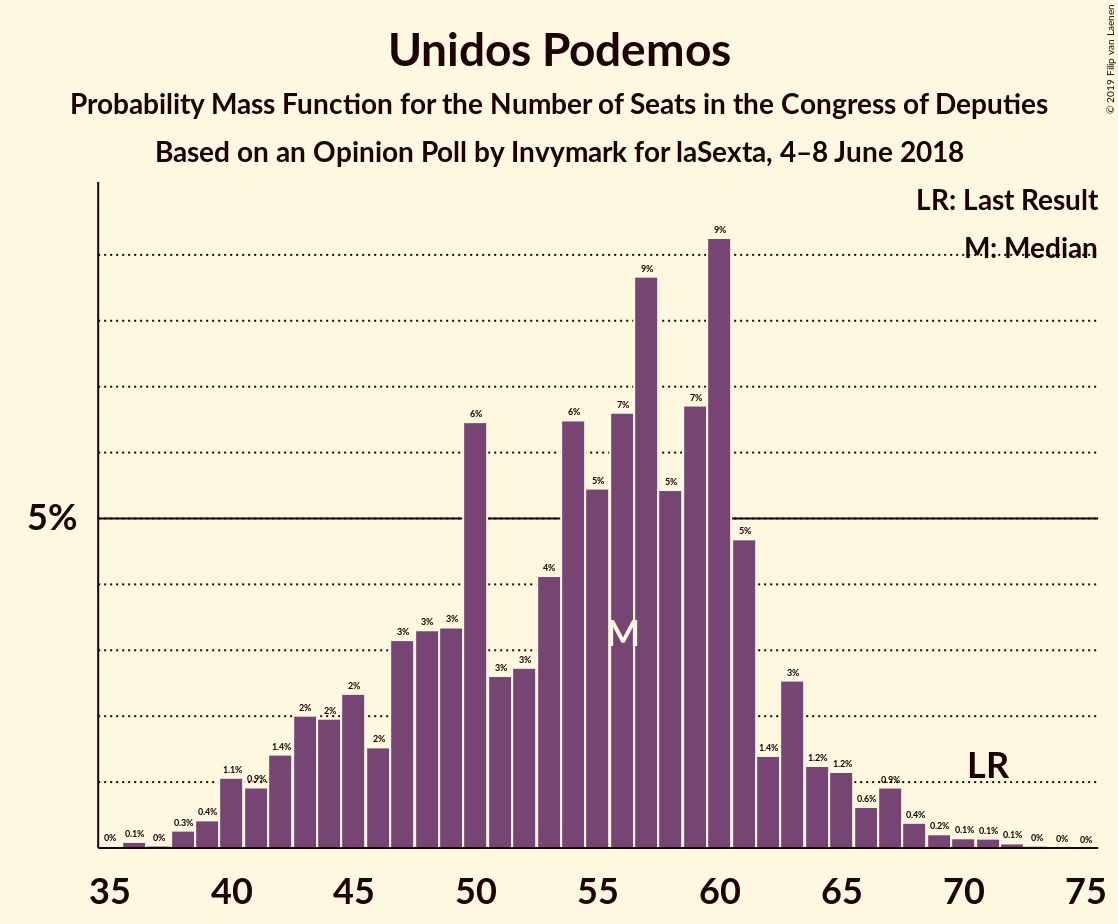 Unidos Podemos
Probability Mass Function for the Number of Seats in the Congress of Deputies
Based on an Opinion Poll by Invymark for laSexta, 4–8 June 2018
© 2019 Filip van Laenen
LR: Last Result
M: Median
5%
0% 0.1% 0% 0.3% 0.4% 1.1% 0.9% 1.4% 2% 2% 2% 2% 3% 3% 3% 6% 3% 3% 4% 6% 5% 7% 9% 5% 7% 9% 5% 1.4% 3% 1.2% 1.2% 0.6% 0.9% 0.4% 0.2% 0.1% 0.1% 0.1% 0% 0% 0%
M
LR
35 40 45 50 55 60 65 70 75